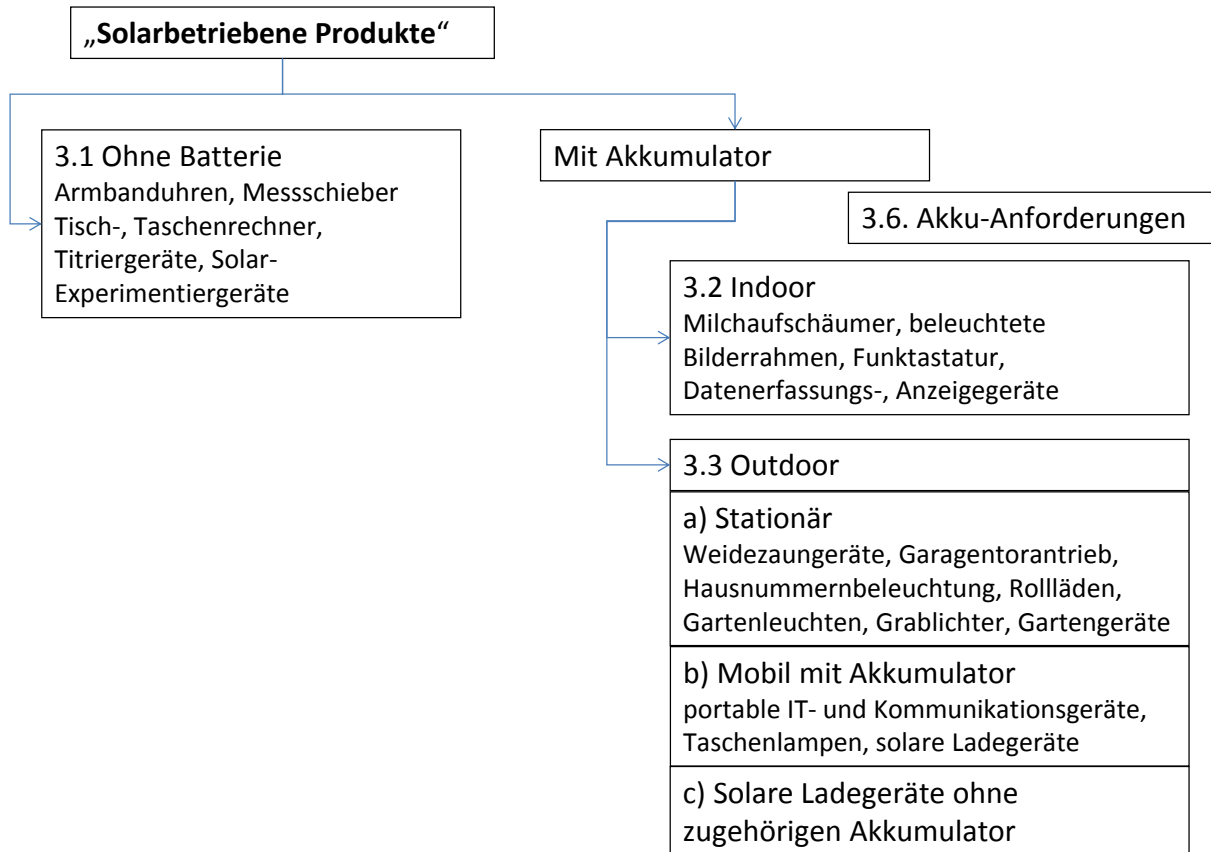 „Solarbetriebene Produkte“
3.1 Ohne Batterie
Armbanduhren, Messschieber
Tisch-, Taschenrechner,
Titriergeräte, Solar-
Experimentiergeräte
Mit Akkumulator
3.6. Akku-Anforderungen
3.2 Indoor
Milchaufschäumer, beleuchtete
Bilderrahmen, Funktastatur,
Datenerfassungs-, Anzeigegeräte
3.3 Outdoor
a) Stationär
Weidezaungeräte, Garagentorantrieb,
Hausnummernbeleuchtung, Rollläden,
Gartenleuchten, Grablichter, Gartengeräte
b) Mobil mit Akkumulator
portable IT- und Kommunikationsgeräte,
Taschenlampen, solare Ladegeräte
c) Solare Ladegeräte ohne
zugehörigen Akkumulator